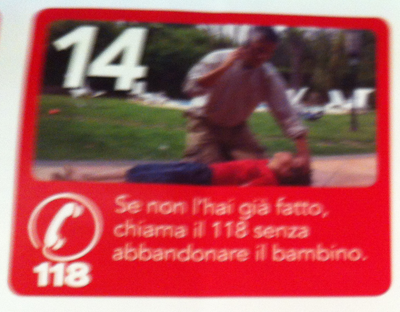 14
Se non l'hai già fatto,
chiama il 118 senza
abbandonare il bambino.
118